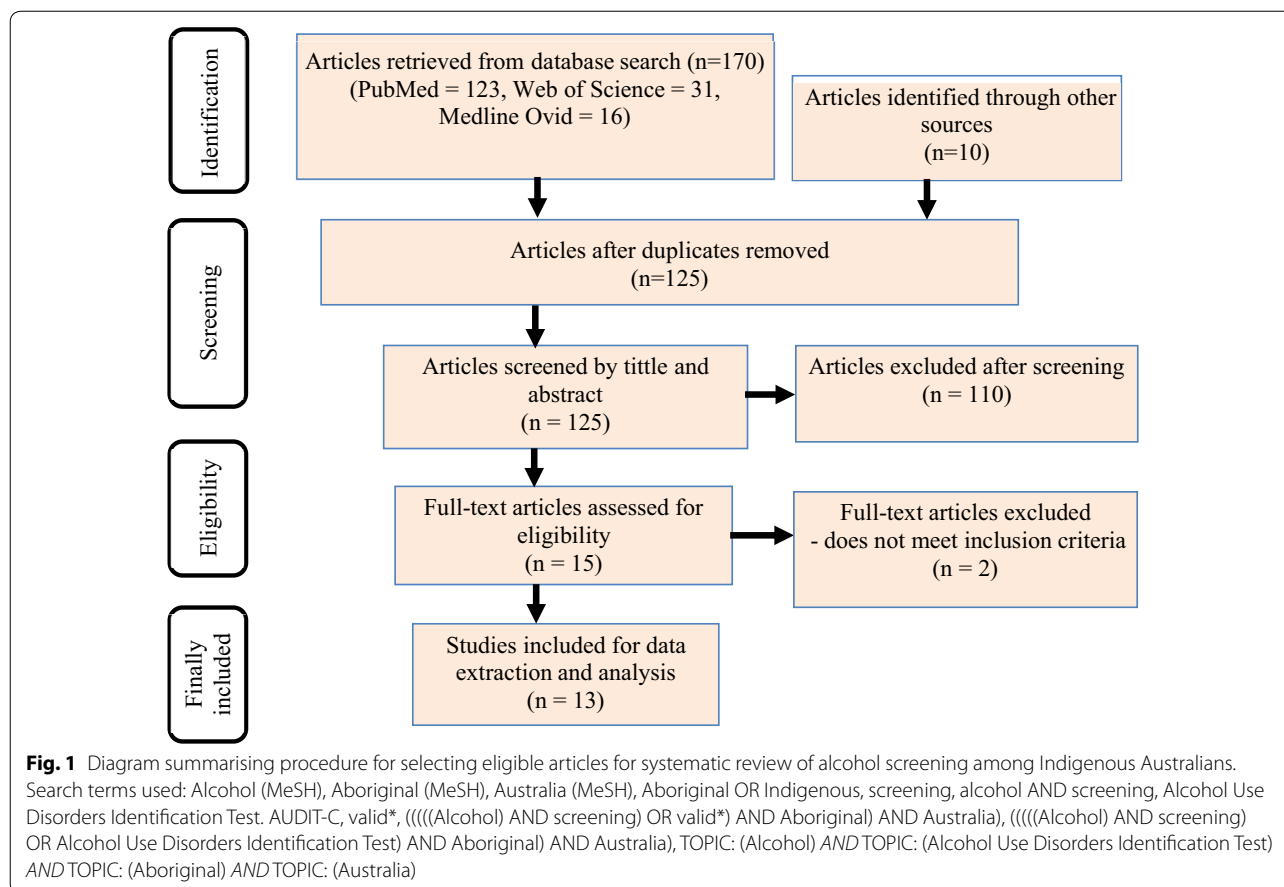 Identification
Articles retrieved from database search (n=170)
(PubMed = 123, Web of Science = 31,
Medline Ovid = 16)
Articles identified through other
sources
(n=10)
Screening
Articles after duplicates removed
(n=125)
Articles screened by tittle and
abstract
(n = 125)
Articles excluded after screening
(n = 110)
Eligibility
Full-text articles assessed for
eligibility
(n = 15)
Full-text articles excluded
- does not meet inclusion criteria
(n = 2)
Finally
included
Studies included for data
extraction and analysis
(n = 13)
Fig. 1 Diagram summarising procedure for selecting eligible articles for systematic review of alcohol screening among Indigenous Australians.
Search terms used: Alcohol (MeSH), Aboriginal (MeSH), Australia (MeSH), Aboriginal OR Indigenous, screening, alcohol AND screening, Alcohol Use
Disorders Identification Test. AUDIT-C, valid*, (((((Alcohol) AND screening) OR valid*) AND Aboriginal) AND Australia), (((((Alcohol) AND screening)
OR Alcohol Use Disorders Identification Test) AND Aboriginal) AND Australia), TOPIC: (Alcohol) AND TOPIC: (Alcohol Use Disorders Identification Test)
AND TOPIC: (Aboriginal) AND TOPIC: (Australia)